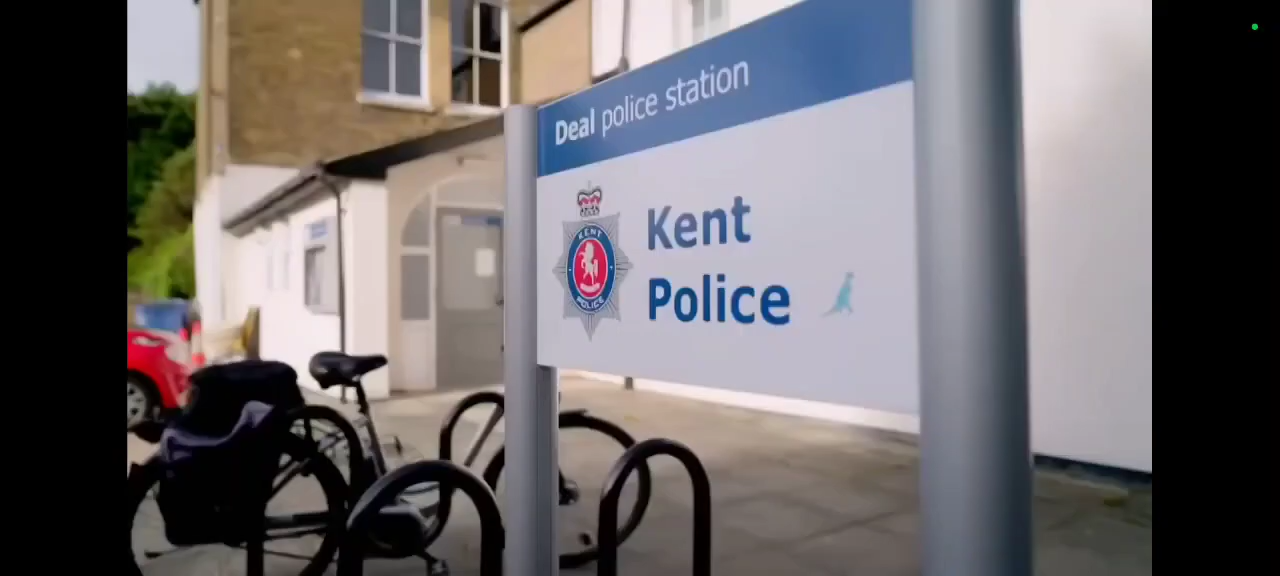 Deal police station
Kent
Police
KENT
POLICE